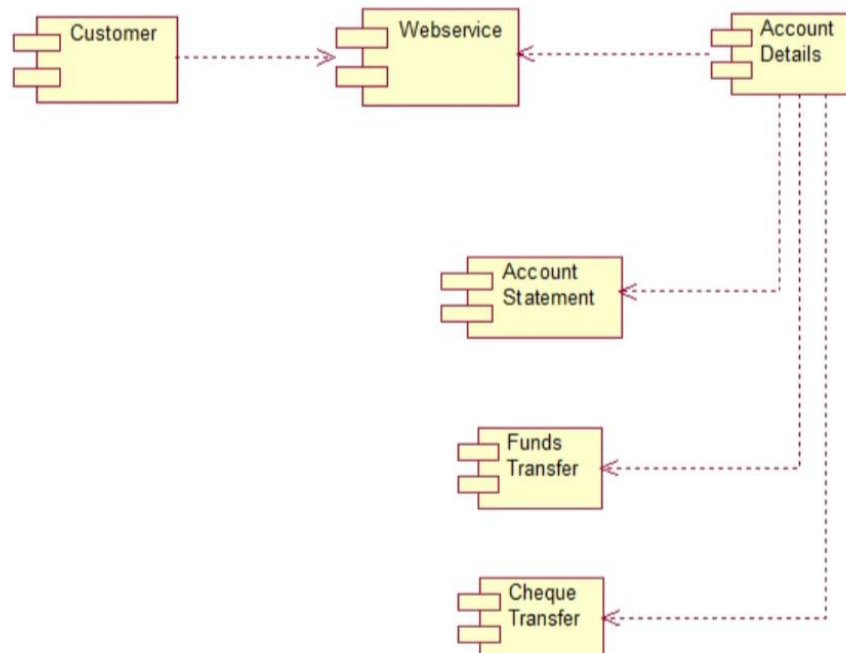 Customer
Webservice
Account
Details
Account
Statement
Funds
Transfer
Cheque
Transfer